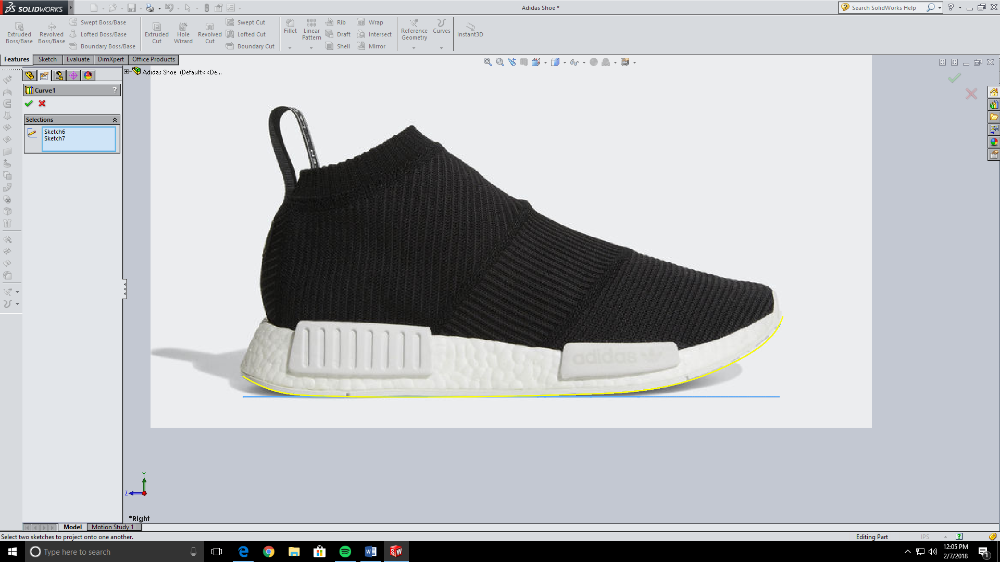 SOLIDWORKS
Adidas Shoe *
Search SolidWorks Help
Extruded Boss/Base
Revolved Boss/Base
Swept Boss/Base
Lofted Boss/Base
Boundary Boss/Base
Extruded Cut
Hole Wizard
Revolved Cut
Swept Cut
Lofted Cut
Boundary Cut
Fillet
Linear Pattern
Rib
Draft
Shell
Wrap
Intersect
Mirror
Reference Geometry
Curves
Instant3D
Features
Sketch
Evaluate
DimXpert
Office Products
Adidas Shoe (Default<<De...
Curve1
?
Selections
Sketch6
Sketch7
adidas
Y
Z
*Right
Model
Motion Study 1
Select two sketches to project onto one another.
Editing Part
IPS
Type here to search
12:05 PM
2/7/2018
1